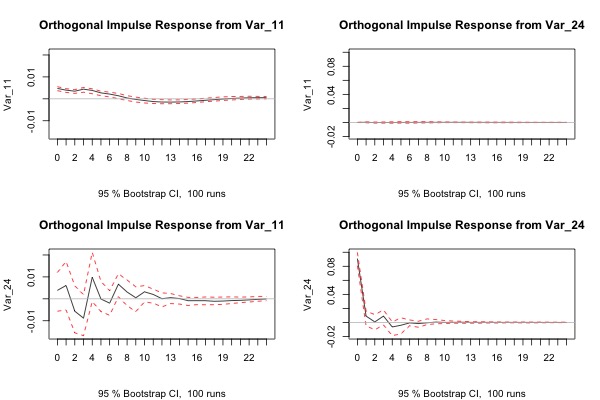 Orthogonal Impulse Response from Var_11
Var_11
0.01
-0.01
0 2 4 6 8 10 13 16 19 22
95 % Bootstrap CI, 100 runs
Orthogonal Impulse Response from Var_24
Var_11
0.08
0.04
-0.02
0 2 4 6 8 10 13 16 19 22
95 % Bootstrap CI, 100 runs
Orthogonal Impulse Response from Var_11
Var_24
0.01
-0.01
0 2 4 6 8 10 13 16 19 22
95 % Bootstrap CI, 100 runs
Orthogonal Impulse Response from Var_24
Var_24
0.08
0.04
-0.02
0 2 4 6 8 10 13 16 19 22
95 % Bootstrap CI, 100 runs